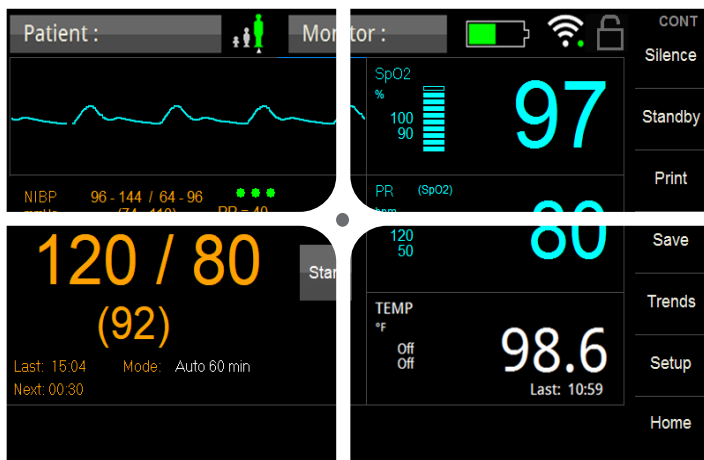 Patient :
Monitor :
CONT
Silence
SpO2
%
100
90
97
Standby
Print
NIBP 96 - 144 / 64 - 96
PR (SpO2)
120
50
80
Save
120 / 80
(92)
Start
Last: 15:04 Mode: Auto 60 min
Next: 00:30
TEMP
°F
Off
Off
98.6
Last: 10:59
Trends
Setup
Home